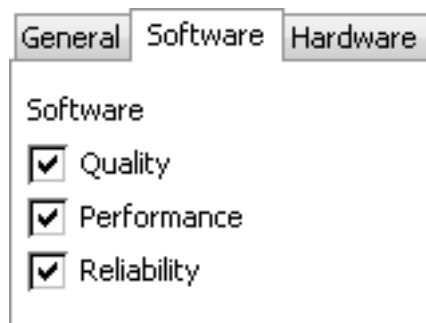 General Software Hardware
Software
Quality
Performance
Reliability